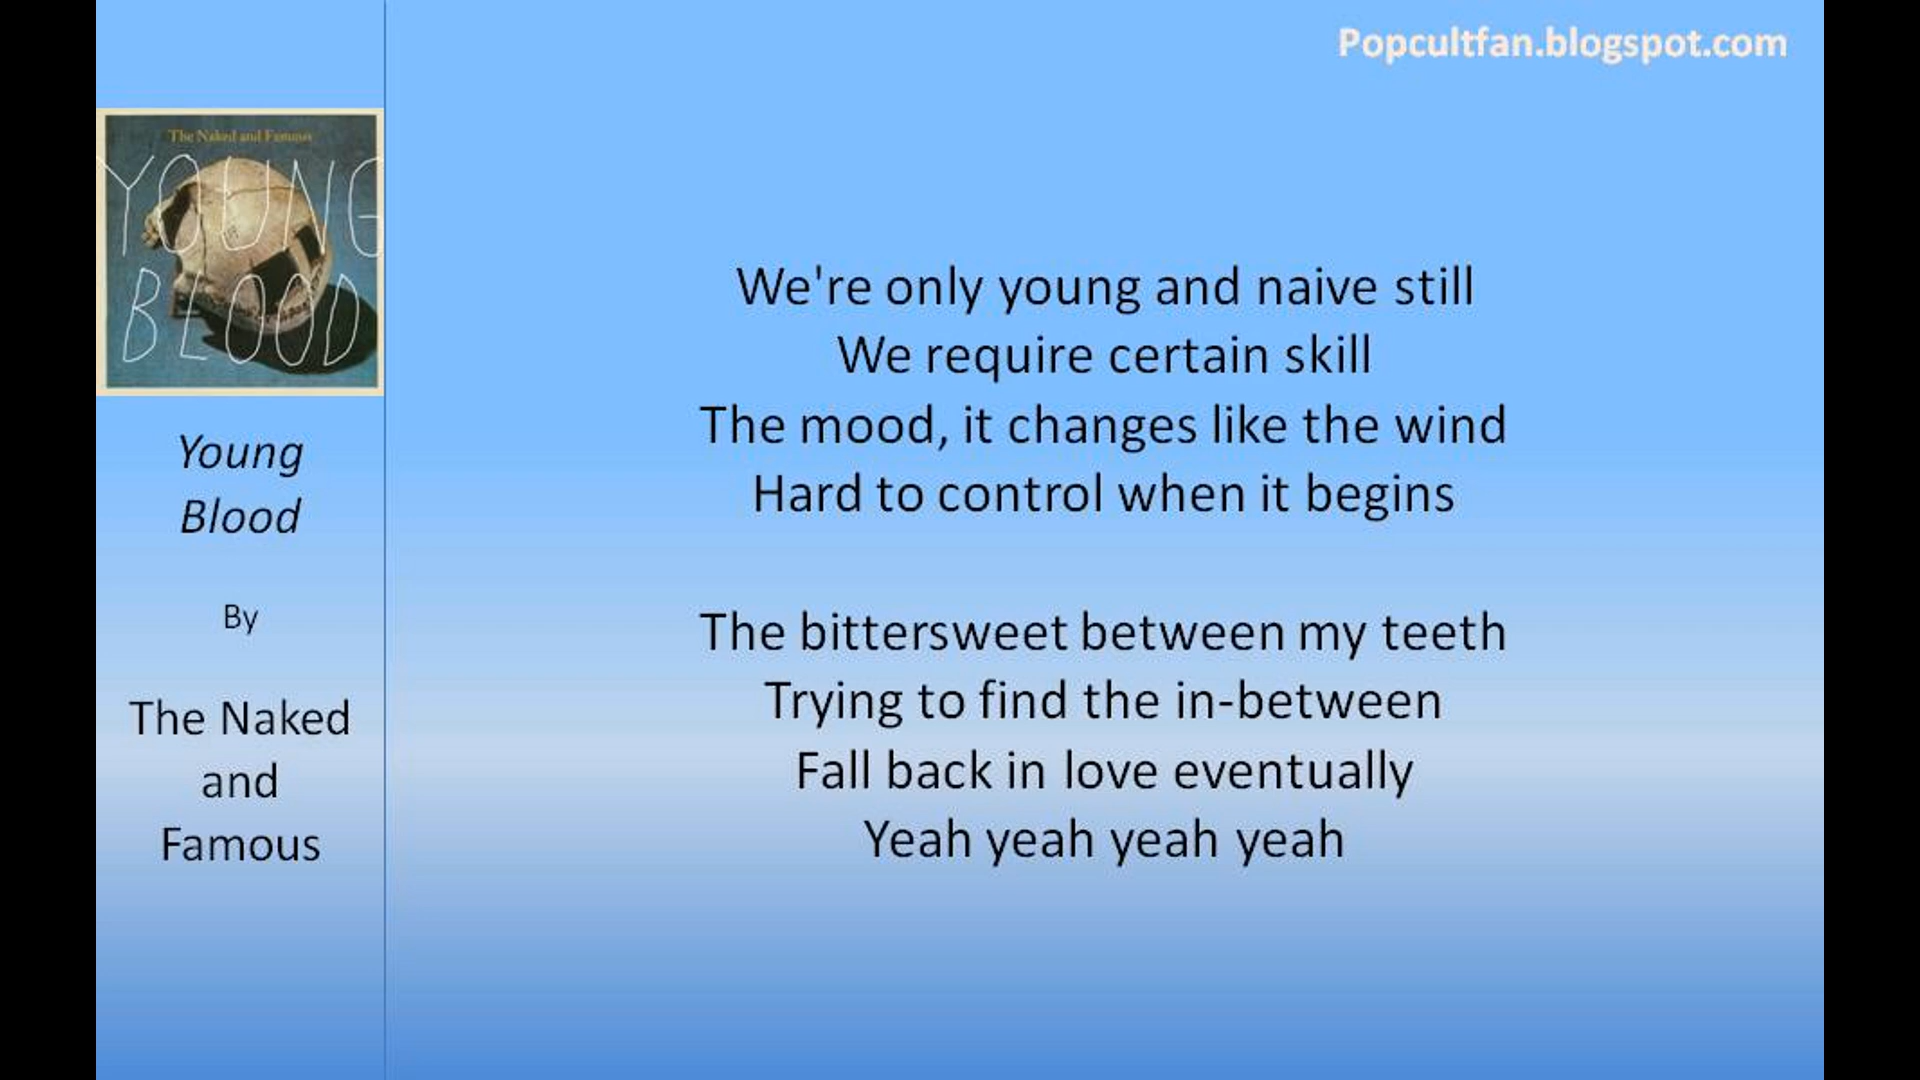 Popcultfan.blogspot.com
The Naked and Famous
YOUNG
BLOOD
Young
Blood
By
The Naked
and
Famous
We're only young and naive still
We require certain skill
The mood, it changes like the wind
Hard to control when it begins
The bittersweet between my teeth
Trying to find the in-between
Fall back in love eventually
Yeah yeah yeah yeah